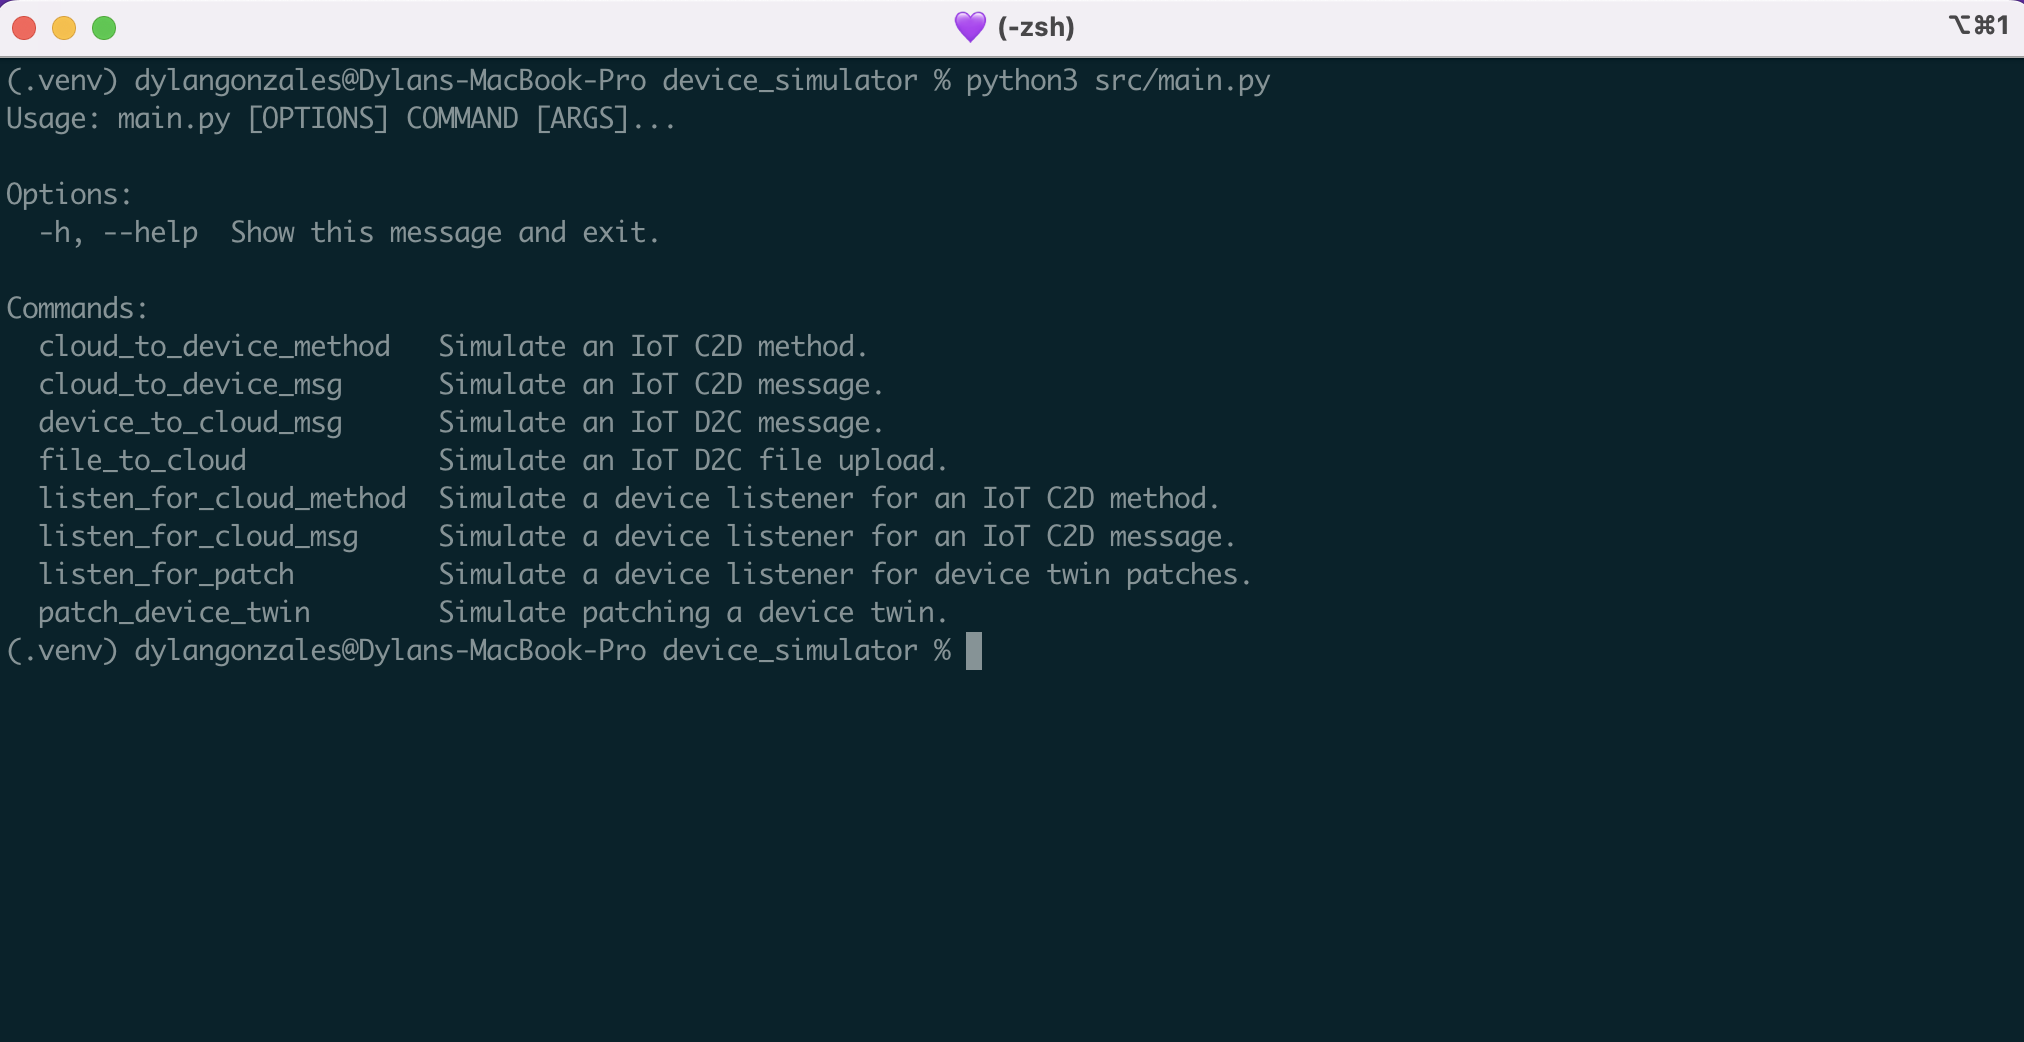 💜 (-zsh)
⌥⌘1
(.venv) dylangonzales@Dylans-MacBook-Pro device_simulator % python3 src/main.py
Usage: main.py [OPTIONS] COMMAND [ARGS]...

Options:
  -h, --help  Show this message and exit.

Commands:
  cloud_to_device_method   Simulate an IoT C2D method.
  cloud_to_device_msg      Simulate an IoT C2D message.
  device_to_cloud_msg      Simulate an IoT D2C message.
  file_to_cloud            Simulate an IoT D2C file upload.
  listen_for_cloud_method  Simulate a device listener for an IoT C2D method.
  listen_for_cloud_msg     Simulate a device listener for an IoT C2D message.
  listen_for_patch         Simulate a device listener for device twin patches.
  patch_device_twin        Simulate patching a device twin.
(.venv) dylangonzales@Dylans-MacBook-Pro device_simulator %